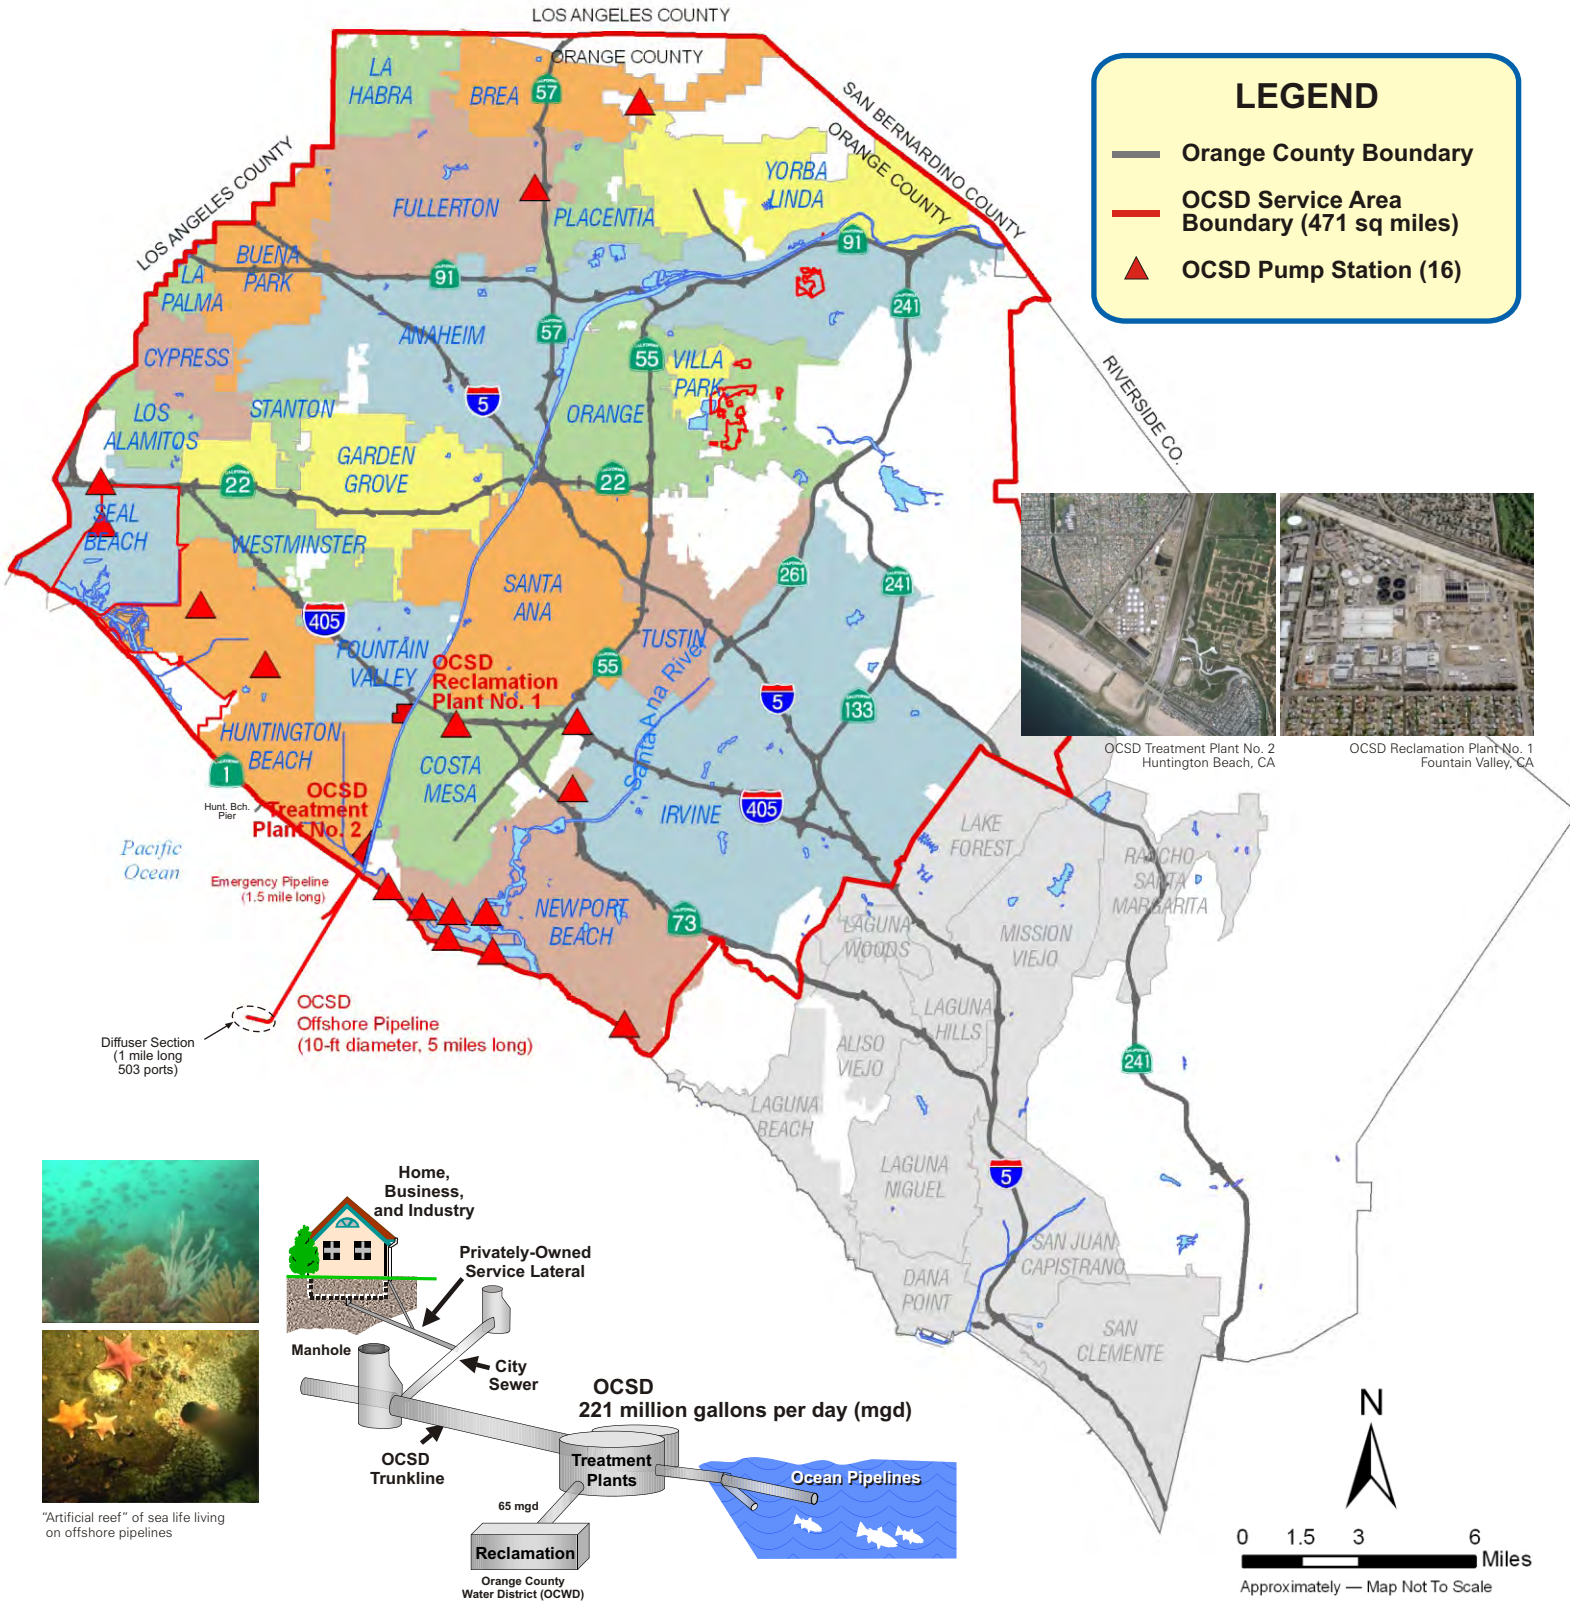 LOS ANGELES COUNTY
ORANGE COUNTY
LOS ANGELES COUNTY
SAN BERNARDINO COUNTY
ORANGE COUNTY
RIVERSIDE CO.
LEGEND
Orange County Boundary
OCSD Service Area
Boundary (471 sq miles)
OCSD Pump Station (16)
LA
HABRA
BREA
CALIFORNIA
57
YORBA
LINDA
FULLERTON
PLACENTIA
BUENA
PARK
LA
PALMA
91
91
241
ANAHEIM
57
55
CYPRESS
VILLA
PARK
5
STANTON
LOS
ALAMITOS
ORANGE
GARDEN
GROVE
22
22
SEAL
BEACH
WESTMINSTER
SANTA
ANA
261
241
405
FOUNTAIN
VALLEY
TUSTIN
55
OCSD
Reclamation
Plant No. 1
Santa Ana River
5
133
HUNTINGTON
BEACH
1
COSTA
MESA
IRVINE
405
Hunt. Bch.
Pier
OCSD
Treatment
Plant No. 2
Pacific
Ocean
Emergency Pipeline
(1.5 mile long)
NEWPORT
BEACH
73
OCSD
Offshore Pipeline
(10-ft diameter, 5 miles long)
Diffuser Section
(1 mile long
503 ports)
OCSD Treatment Plant No. 2
Huntington Beach, CA
OCSD Reclamation Plant No. 1
Fountain Valley, CA
LAKE
FOREST
RANCHO
SANTA
MARGARITA
LAGUNA
WOODS
MISSION
VIEJO
LAGUNA
HILLS
ALISO
VIEJO
241
LAGUNA
BEACH
LAGUNA
NIGUEL
5
SAN JUAN
CAPISTRANO
DANA
POINT
SAN
CLEMENTE
"Artificial reef" of sea life living
on offshore pipelines
Home,
Business,
and Industry
Privately-Owned
Service Lateral
Manhole
City
Sewer
OCSD
221 million gallons per day (mgd)
OCSD
Trunkline
Treatment
Plants
Ocean Pipelines
65 mgd
Reclamation
Orange County
Water District (OCWD)
N
0 1.5 3 6
Miles
Approximately — Map Not To Scale